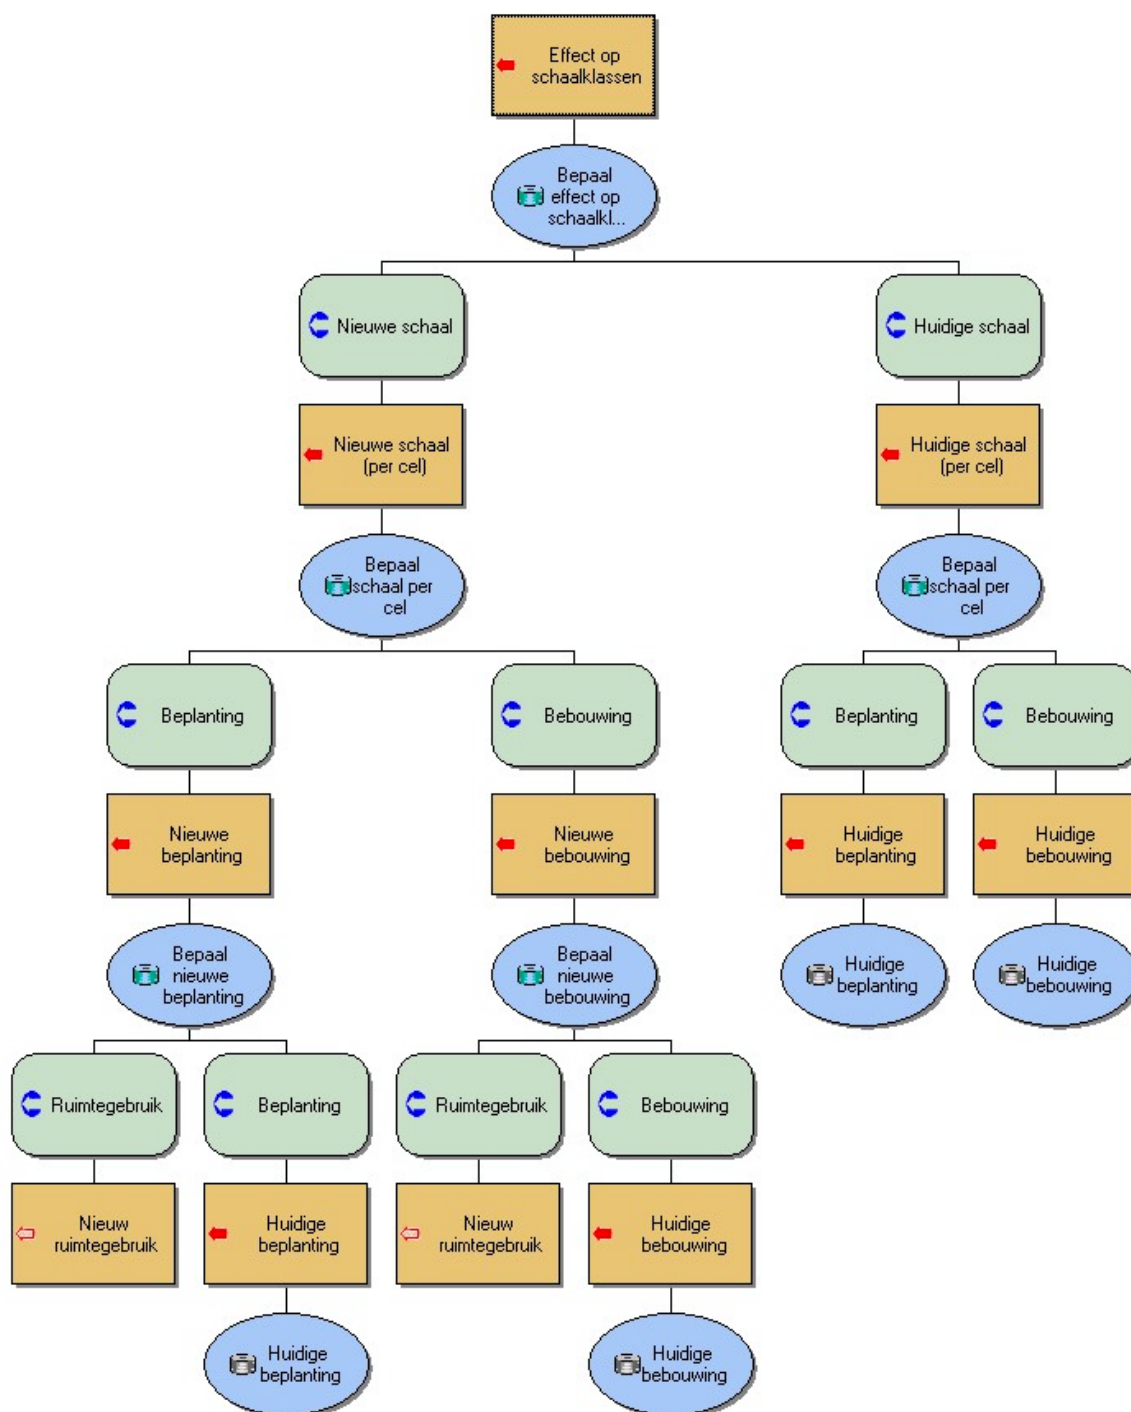 Effect op
schaalklassen
Bepaal
effect op
schaalkl...
Nieuwe schaal
Huidige schaal
Nieuwe schaal
(per cel)
Huidige schaal
(per cel)
Bepaal
schaal per
cel
Bepaal
schaal per
cel
Beplanting
Bebouwing
Beplanting
Bebouwing
Nieuwe
beplanting
Nieuwe
bebouwing
Huidige
beplanting
Huidige
bebouwing
Bepaal
nieuwe
beplanting
Bepaal
nieuwe
bebouwing
Huidige
beplanting
Huidige
bebouwing
Ruimtegebruik
Beplanting
Ruimtegebruik
Bebouwing
Nieuw
ruimtegebruik
Huidige
beplanting
Nieuw
ruimtegebruik
Huidige
bebouwing
Huidige
beplanting
Huidige
bebouwing